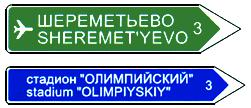 ШЕРЕМЕТЬЕВО
SHEREMET'YEVO 3
стадион "ОЛИМПИЙСКИЙ"
stadium "OLIMPIYSKIY" 3